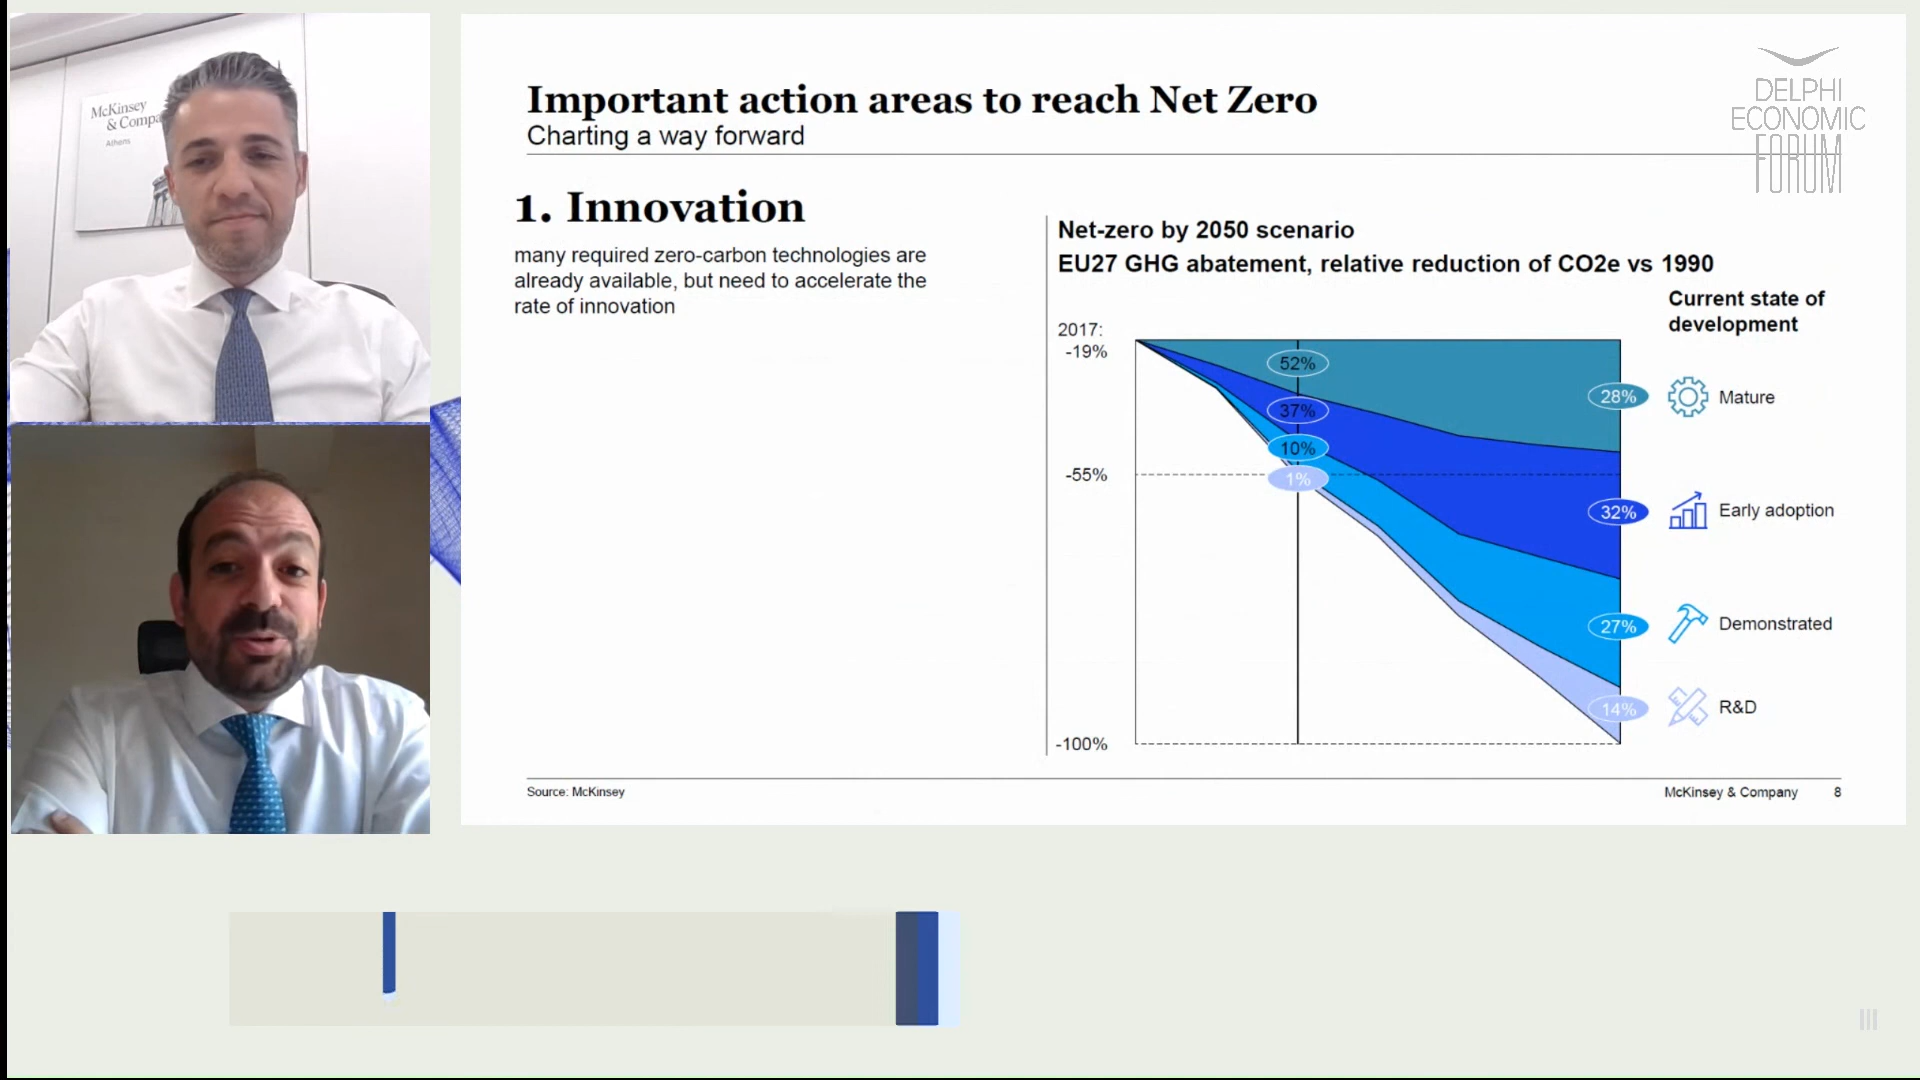 McKinsey
& Compa
Athens
DELPHI
ECONOMIC
FORUM
Important action areas to reach Net Zero
Charting a way forward
1. Innovation
many required zero-carbon technologies are
already available, but need to accelerate the
rate of innovation
Net-zero by 2050 scenario
EU27 GHG abatement, relative reduction of CO2e vs 1990
Current state of
development
2017:
-19%
52%
28%
Mature
37%
10%
-55%
1%
32%
Early adoption
27%
Demonstrated
14%
R&D
-100%
Source: McKinsey
McKinsey & Company 8